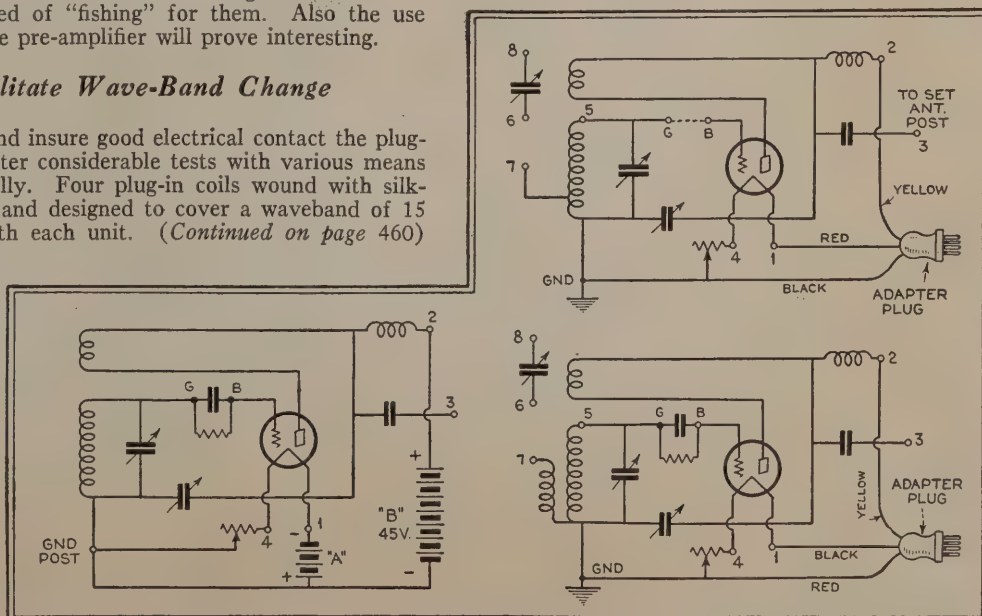 ed of “fishing” for them. Also the use
e pre-amplifier will prove interesting.
litate Wave-Band Change
nd insure good electrical contact the plug-
ter considerable tests with various means
lly. Four plug-in coils wound with silk-
and designed to cover a waveband of 15
th each unit. (Continued on page 460)
8
6
7
5
G
B
2
TO SET
ANT.
POST
3
YELLOW
RED
4
1
GND
BLACK
ADAPTER
PLUG
2
G
B
3
+
"B"
45V.
-
GND
POST
4
-
1
"A"
+
8
6
7
5
G
B
2
3
YELLOW
ADAPTER
PLUG
4
1
BLACK
GND
RED